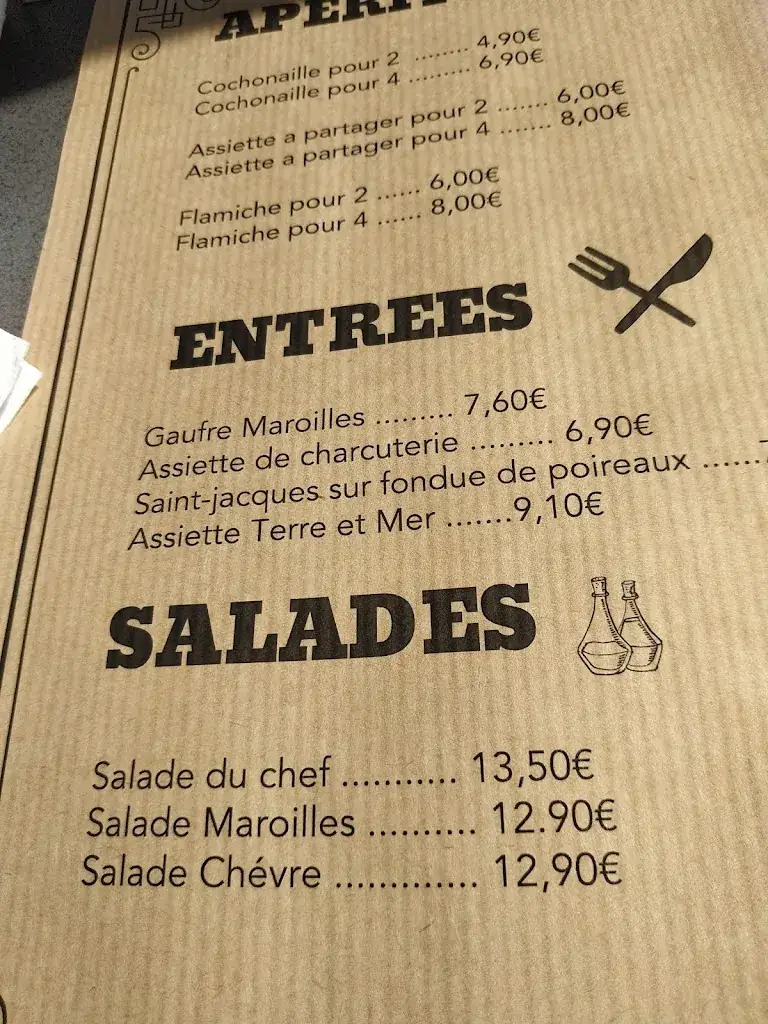 Cochonaille pour 2 ........ 4,90€
Cochonaille pour 4 ......... 6,90€
Assiette a partager pour 2 ....... 6,00€
Assiette a partager pour 4 ....... 8,00€
Flamiche pour 2 ...... 6,00€
Flamiche pour 4 ...... 8,00€
ENTREES
Gaufre Maroilles ......... 7,60€
Assiette de charcuterie ......... 6,90€
Saint-jacques sur fondue de poireaux ......
Assiette Terre et Mer .......9,10€
SALADES
Salade du chef ........... 13,50€
Salade Maroilles .......... 12.90€
Salade Chévre ............. 12,90€